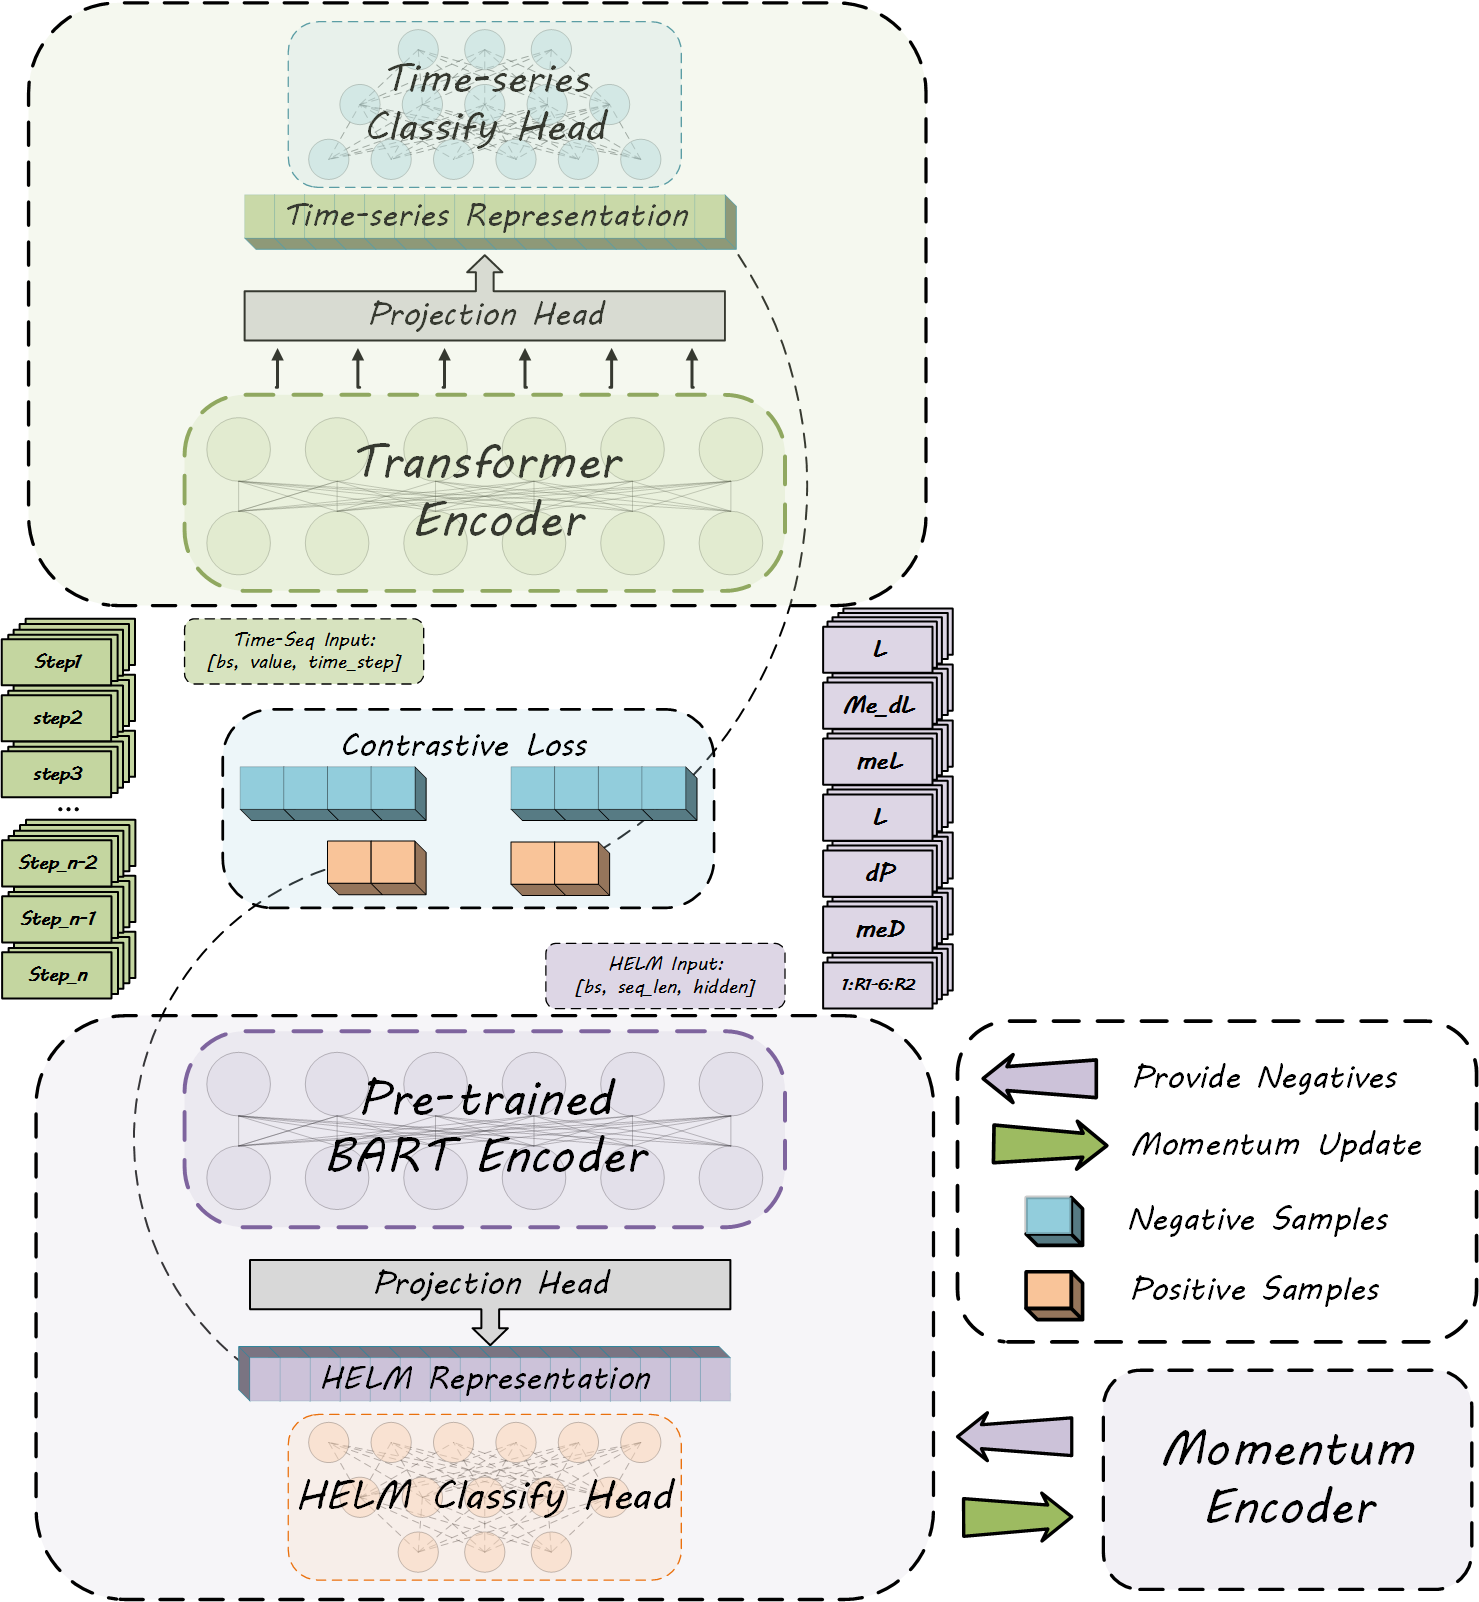 Time-series
Classify Head
Time-series Representation
Projection Head
Transformer
Encoder
Time-Seq Input:
[bs, value, time_step]
Step1
step2
step3
...
Step_n-2
Step_n-1
Step_n
Contrastive Loss
L
Me_dL
meL
L
dP
meD
1:R1-6:R2
HELM Input:
[bs, seq_len, hidden]
Pre-trained
BART Encoder
Projection Head
HELM Representation
HELM Classify Head
Provide Negatives
Momentum Update
Negative Samples
Positive Samples
Momentum
Encoder